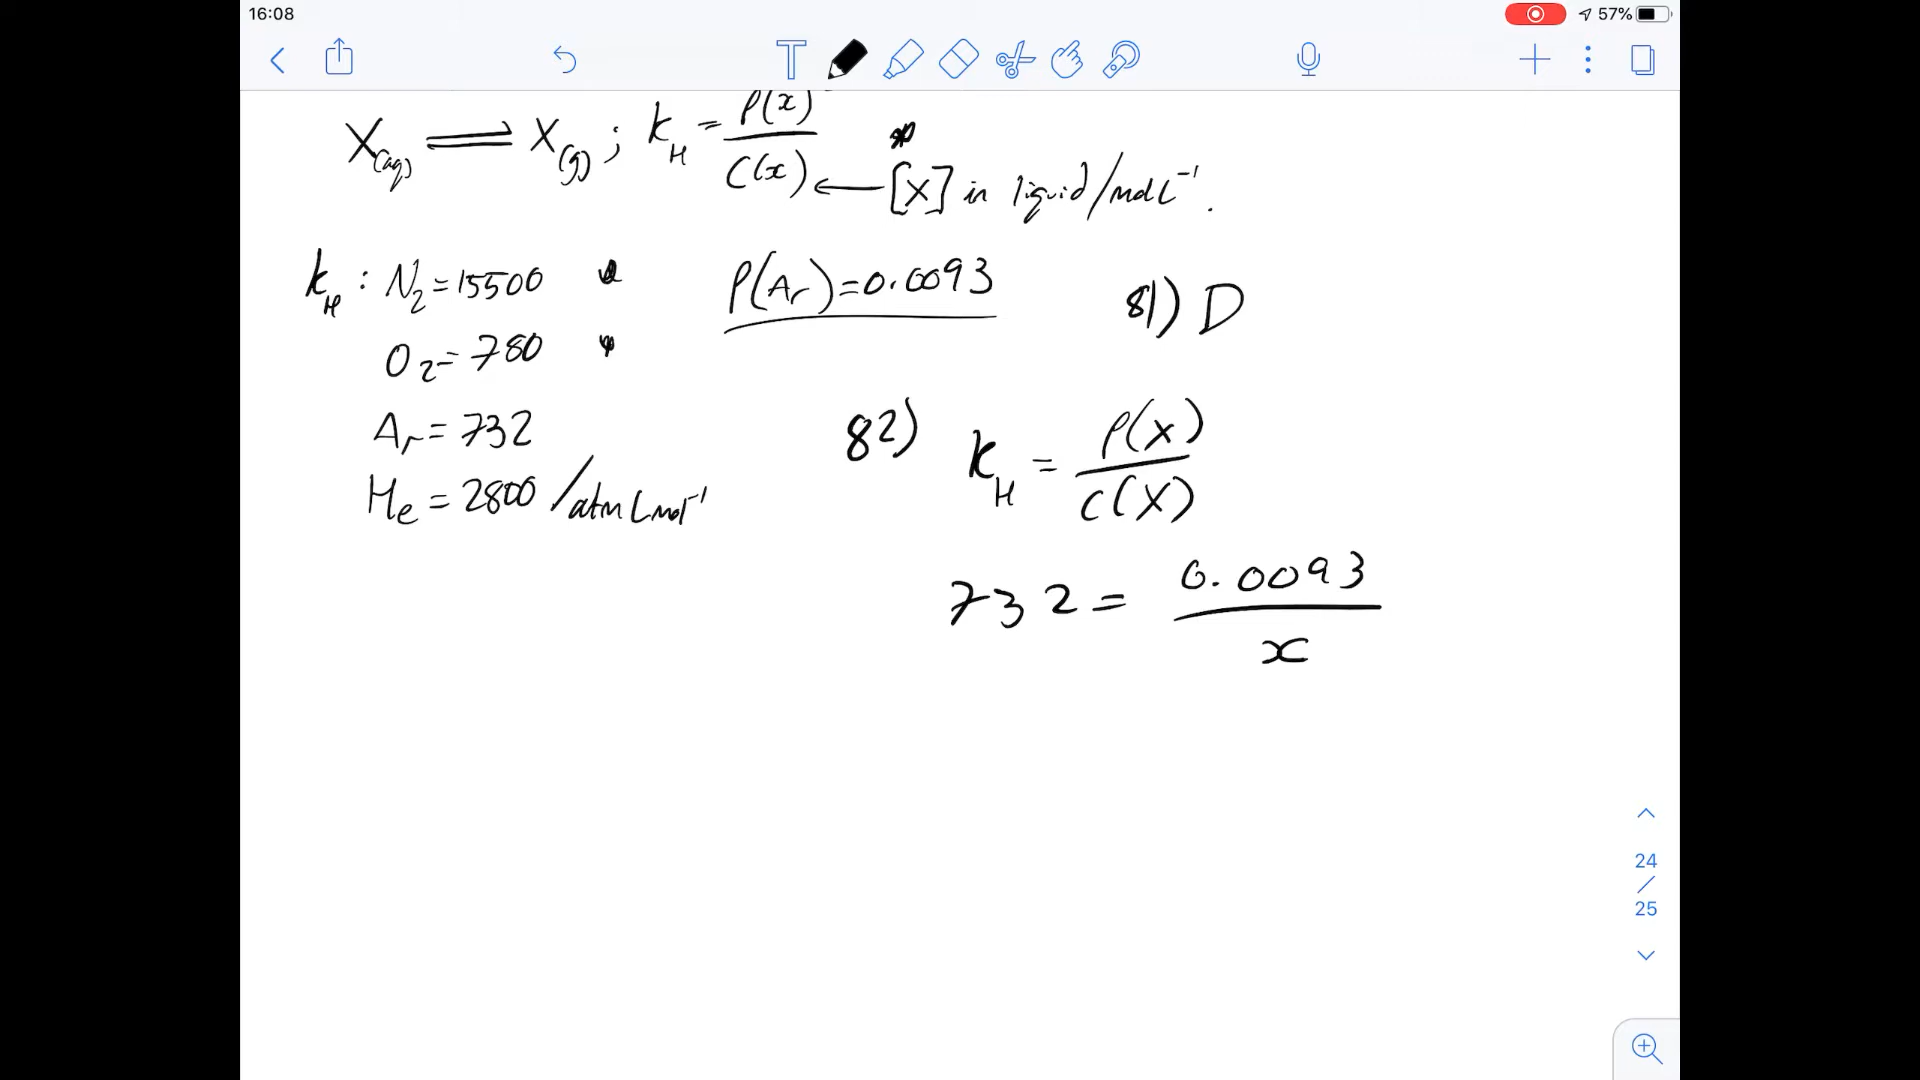 16:08
57%
T
X(aq) ⇌ X(g) ; kH = P(x)/C(x) ← [X] in liquid/mol L⁻¹.
kH : N2 = 15500
P(Ar) = 0.0093
81) D
O2 = 780
Ar = 732
He = 2800 /atm L mol⁻¹
82) kH = P(X)/C(X)
732 = 0.0093/x
24
/
25